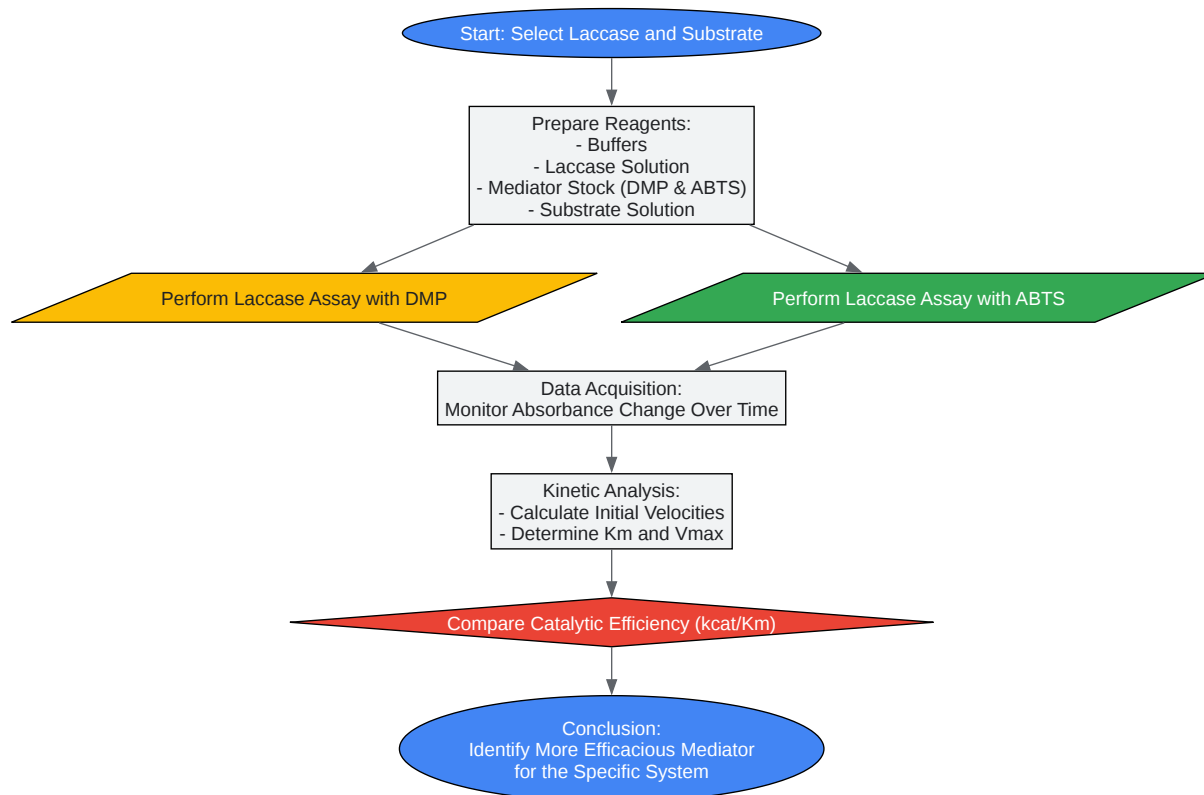 Start: Select Laccase and Substrate
Prepare Reagents:
- Buffers
- Laccase Solution
- Mediator Stock (DMP & ABTS)
- Substrate Solution
Perform Laccase Assay with DMP
Perform Laccase Assay with ABTS
Data Acquisition:
Monitor Absorbance Change Over Time
Kinetic Analysis:
- Calculate Initial Velocities
- Determine Km and Vmax
Compare Catalytic Efficiency (kcat/Km)
Conclusion:
Identify More Efficacious Mediator
for the Specific System